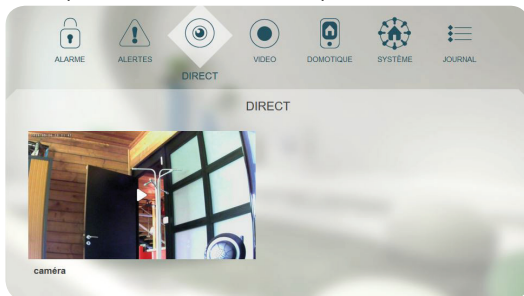 ALARME
ALERTES
DIRECT
VIDEO
DOMOTIQUE
SYSTÈME
JOURNAL
DIRECT
caméra